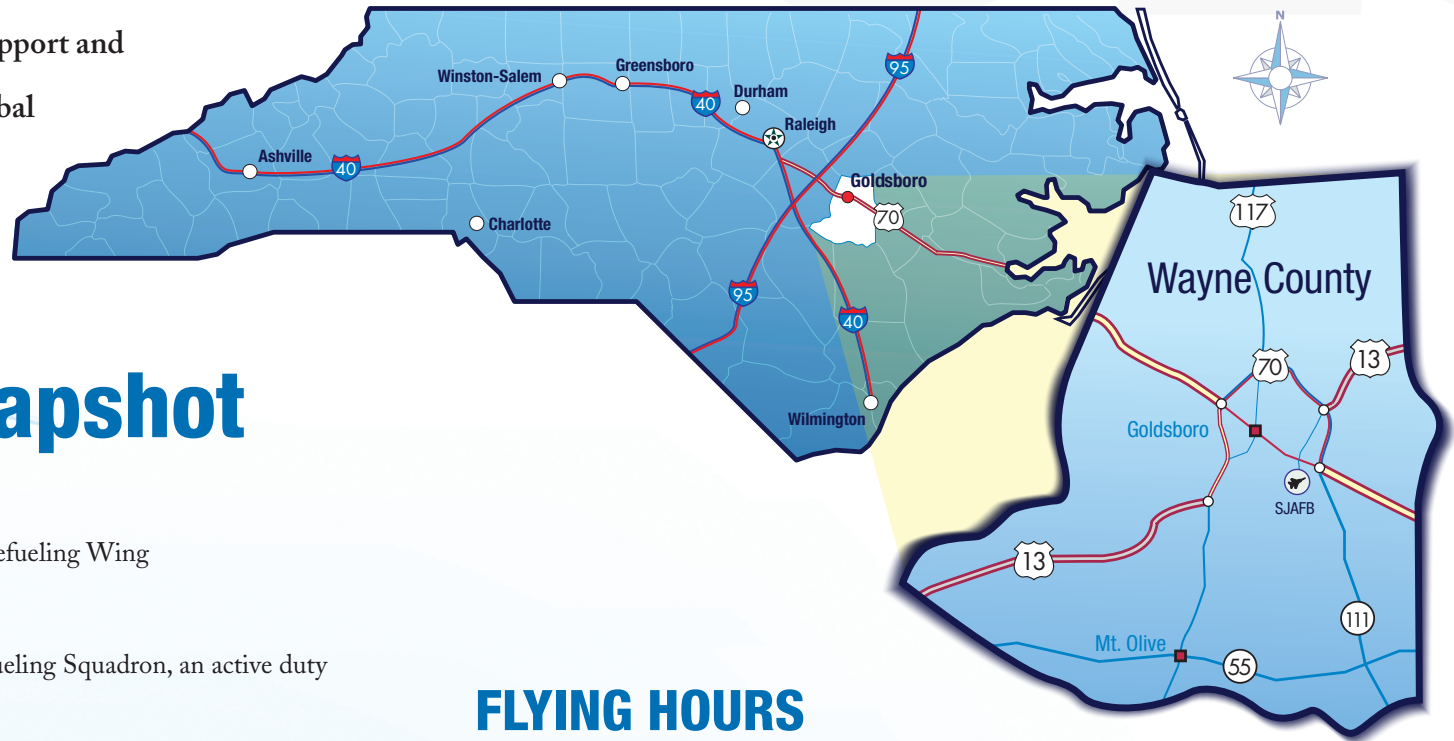 pport and
bal
apshot
efueling Wing
ueling Squadron, an active duty
FLYING HOURS
N
Winston-Salem
Greensboro
Durham
40
Raleigh
95
Ashville
40
Charlotte
Goldsboro
70
95
40
Wilmington
117
Wayne County
70
13
Goldsboro
SJAFB
13
111
Mt. Olive
55